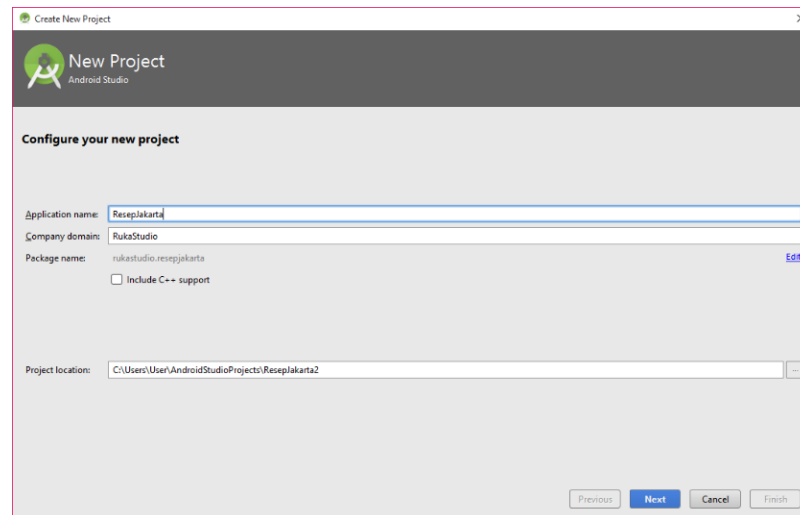 Create New Project
New Project
Android Studio
Configure your new project
Application name: ResepJakarta
Company domain: RukaStudio
Package name: rukastudio.resepjakarta Edit
Include C++ support
Project location: C:\Users\User\AndroidStudioProjects\ResepJakarta2 ...
Previous Next Cancel Finish